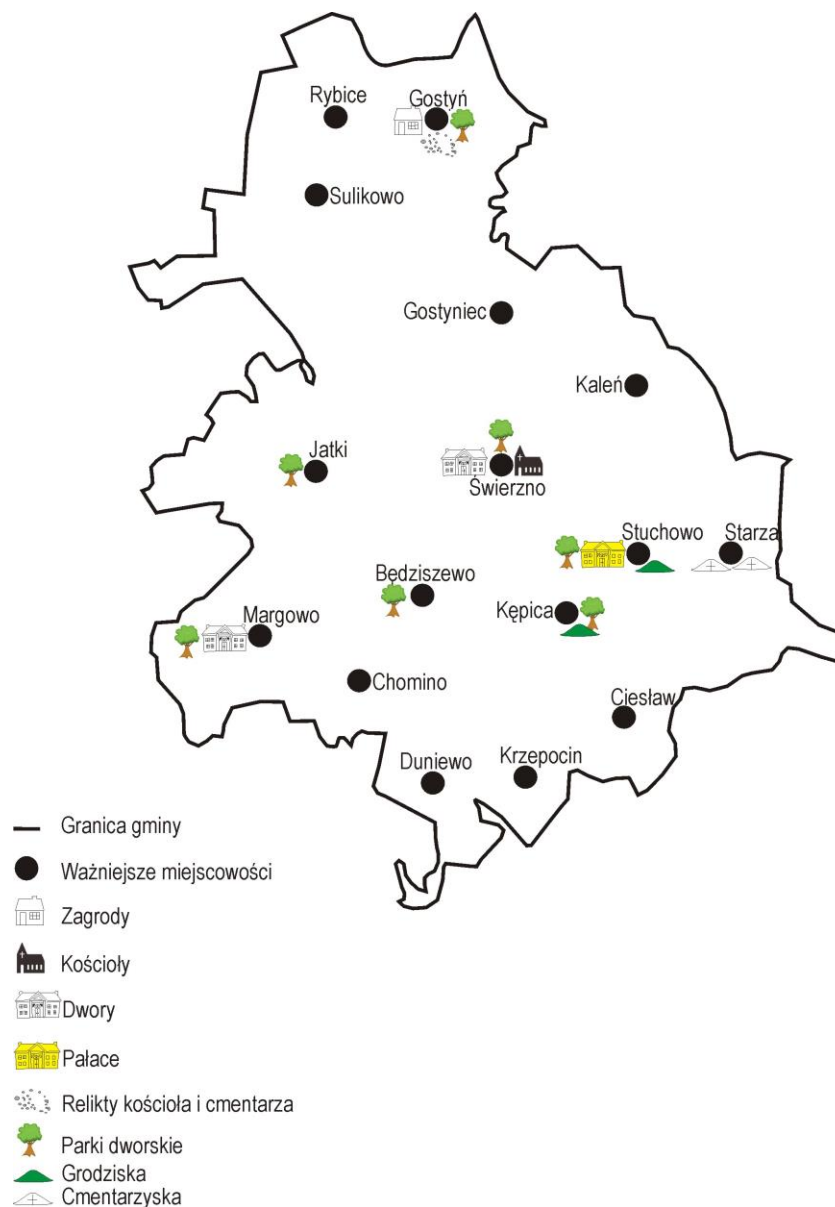 Rybice
Gostyń
Sulikowo
Gostyniec
Kaleń
Jatki
Świerzno
Stuchowo
Starza
Będziszewo
Kępica
Margowo
Chomino
Ciesław
Duniewo
Krzepocin
Granica gminy
Ważniejsze miejscowości
Zagrody
Kościoły
Dwory
Pałace
Relikty kościoła i cmentarza
Parki dworskie
Grodziska
Cmentarzyska